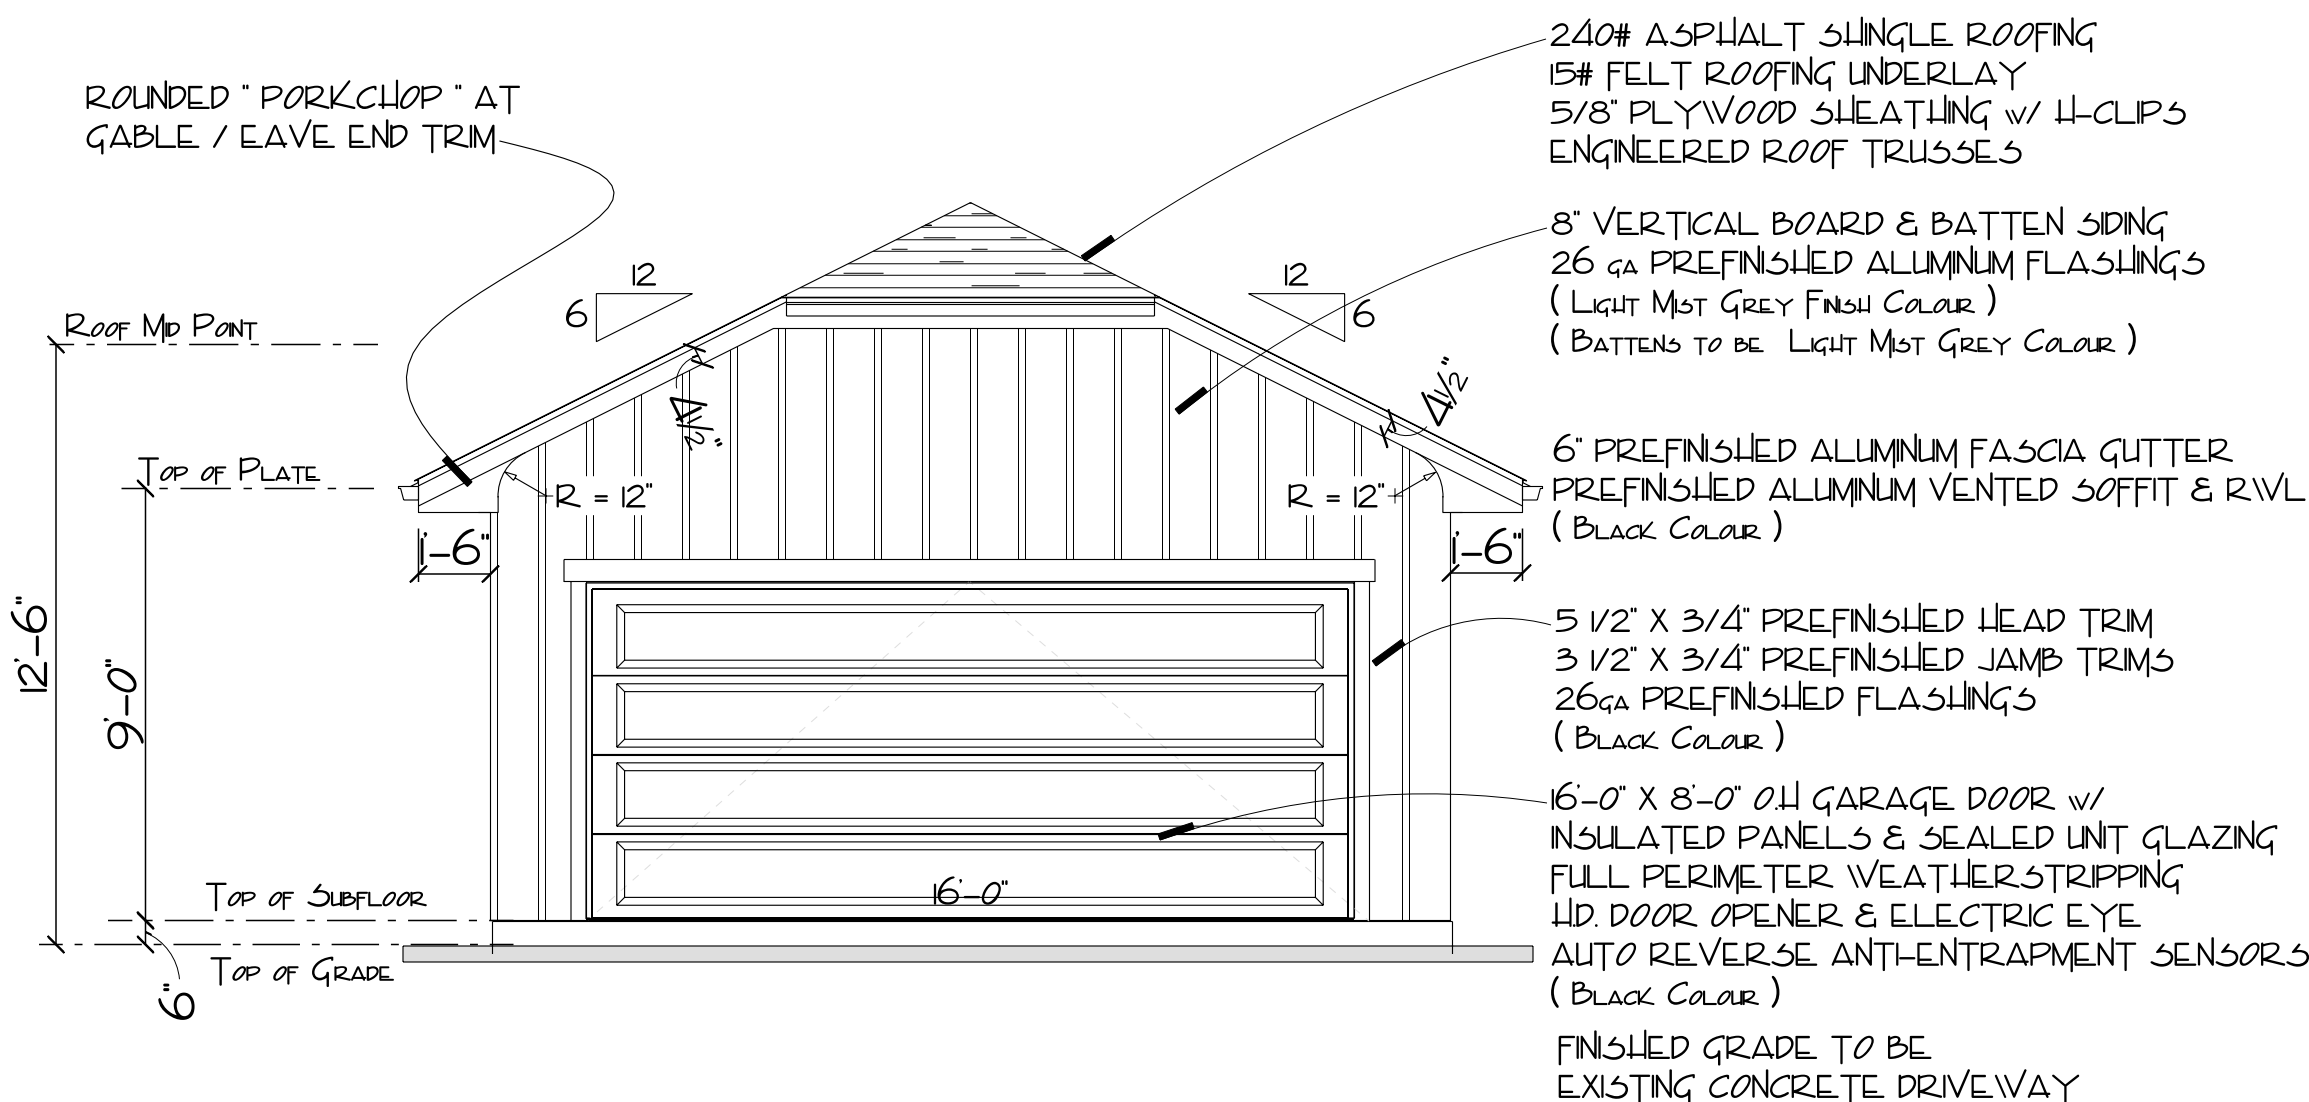 ROUNDED " PORKCHOP " AT
GABLE / EAVE END TRIM
240# ASPHALT SHINGLE ROOFING
15# FELT ROOFING UNDERLAY
5/8" PLYWOOD SHEATHING w/ H-CLIPS
ENGINEERED ROOF TRUSSES
8" VERTICAL BOARD & BATTEN SIDING
26 GA PREFINISHED ALUMINUM FLASHINGS
( LIGHT MIST GREY FINISH COLOUR )
( BATTENS TO BE LIGHT MIST GREY COLOUR )
12
6
12
6
ROOF MID POINT
4 1/2"
4 1/2"
6" PREFINISHED ALUMINUM FASCIA GUTTER
PREFINISHED ALUMINUM VENTED SOFFIT & RWL
( BLACK COLOUR )
TOP OF PLATE
R = 12"
R = 12"
1'-6"
1'-6"
12'-6"
9'-0"
5 1/2" X 3/4" PREFINISHED HEAD TRIM
3 1/2" X 3/4" PREFINISHED JAMB TRIMS
26GA PREFINISHED FLASHINGS
( BLACK COLOUR )
16'-0" X 8'-0" O.H GARAGE DOOR w/
INSULATED PANELS & SEALED UNIT GLAZING
FULL PERIMETER WEATHERSTRIPPING
H.D. DOOR OPENER & ELECTRIC EYE
AUTO REVERSE ANTI-ENTRAPMENT SENSORS
( BLACK COLOUR )
16'-0"
TOP OF SUBFLOOR
TOP OF GRADE
6"
FINISHED GRADE TO BE
EXISTING CONCRETE DRIVEWAY